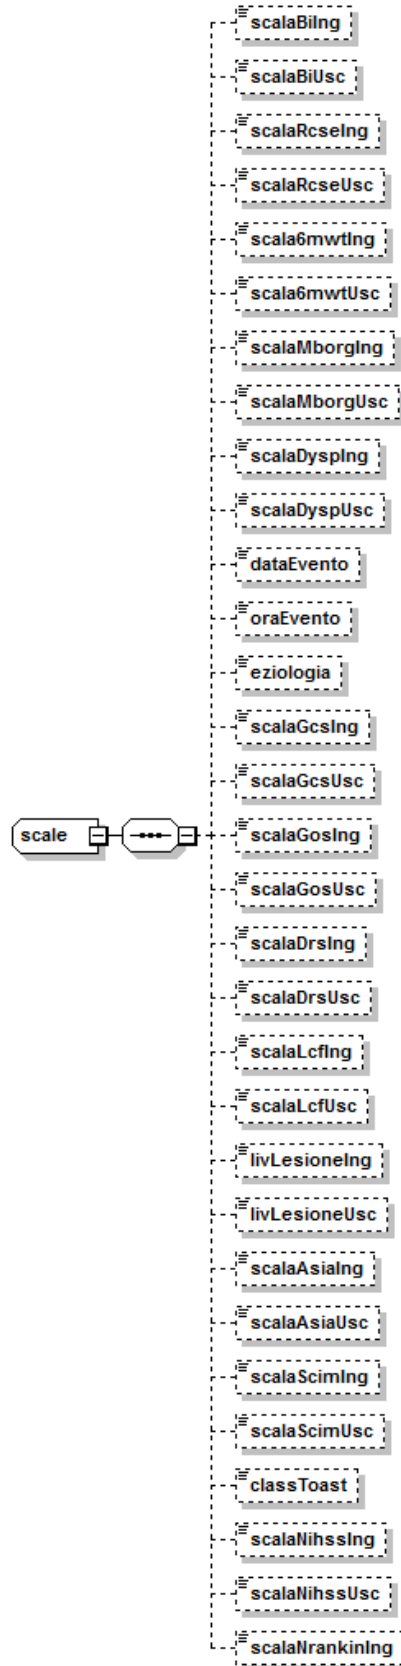 scalaBiIng
scalaBiUsc
scalaRcseIng
scalaRcseUsc
scala6mwtIng
scala6mwtUsc
scalaMborgIng
scalaMborgUsc
scalaDyspIng
scalaDyspUsc
dataEvento
oraEvento
eziologia
scalaGcsIng
scalaGcsUsc
scale
scalaGosIng
scalaGosUsc
scalaDrsIng
scalaDrsUsc
scalaLcfIng
scalaLcfUsc
livLesioneIng
livLesioneUsc
scalaAsiaIng
scalaAsiaUsc
scalaScimIng
scalaScimUsc
classToast
scalaNihssIng
scalaNihssUsc
scalaNrankinIng